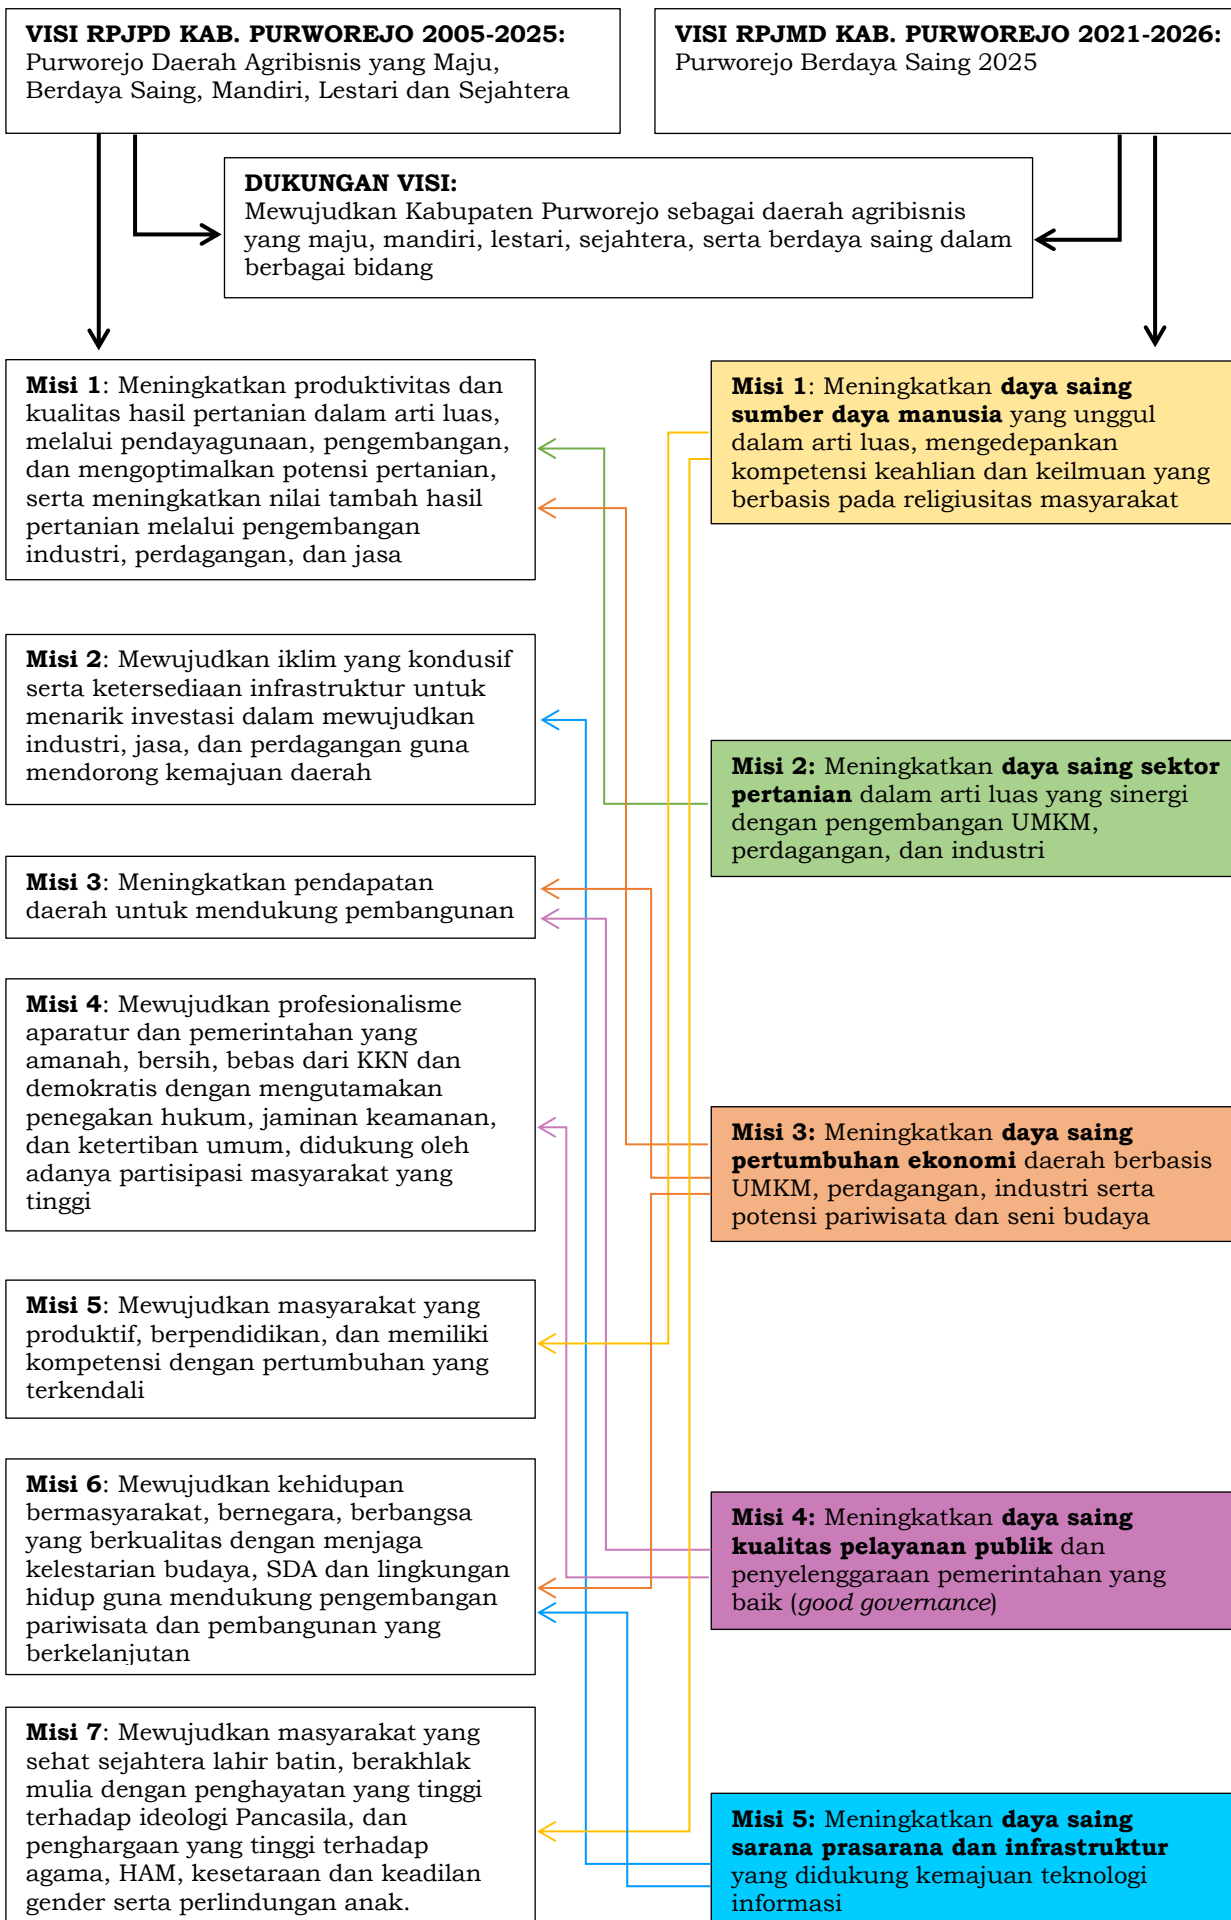 VISI RPJPD KAB. PURWOREJO 2005-2025:
Purworejo Daerah Agribisnis yang Maju,
Berdaya Saing, Mandiri, Lestari dan Sejahtera
VISI RPJMD KAB. PURWOREJO 2021-2026:
Purworejo Berdaya Saing 2025
DUKUNGAN VISI:
Mewujudkan Kabupaten Purworejo sebagai daerah agribisnis
yang maju, mandiri, lestari, sejahtera, serta berdaya saing dalam
berbagai bidang
Misi 1: Meningkatkan produktivitas dan
kualitas hasil pertanian dalam arti luas,
melalui pendayagunaan, pengembangan,
dan mengoptimalkan potensi pertanian,
serta meningkatkan nilai tambah hasil
pertanian melalui pengembangan
industri, perdagangan, dan jasa
Misi 2: Mewujudkan iklim yang kondusif
serta ketersediaan infrastruktur untuk
menarik investasi dalam mewujudkan
industri, jasa, dan perdagangan guna
mendorong kemajuan daerah
Misi 3: Meningkatkan pendapatan
daerah untuk mendukung pembangunan
Misi 4: Mewujudkan profesionalisme
aparatur dan pemerintahan yang
amanah, bersih, bebas dari KKN dan
demokratis dengan mengutamakan
penegakan hukum, jaminan keamanan,
dan ketertiban umum, didukung oleh
adanya partisipasi masyarakat yang
tinggi
Misi 5: Mewujudkan masyarakat yang
produktif, berpendidikan, dan memiliki
kompetensi dengan pertumbuhan yang
terkendali
Misi 6: Mewujudkan kehidupan
bermasyarakat, bernegara, berbangsa
yang berkualitas dengan menjaga
kelestarian budaya, SDA dan lingkungan
hidup guna mendukung pengembangan
pariwisata dan pembangunan yang
berkelanjutan
Misi 7: Mewujudkan masyarakat yang
sehat sejahtera lahir batin, berakhlak
mulia dengan penghayatan yang tinggi
terhadap ideologi Pancasila, dan
penghargaan yang tinggi terhadap
agama, HAM, kesetaraan dan keadilan
gender serta perlindungan anak.
Misi 1: Meningkatkan daya saing
sumber daya manusia yang unggul
dalam arti luas, mengedepankan
kompetensi keahlian dan keilmuan yang
berbasis pada religiusitas masyarakat
Misi 2: Meningkatkan daya saing sektor
pertanian dalam arti luas yang sinergi
dengan pengembangan UMKM,
perdagangan, dan industri
Misi 3: Meningkatkan daya saing
pertumbuhan ekonomi daerah berbasis
UMKM, perdagangan, industri serta
potensi pariwisata dan seni budaya
Misi 4: Meningkatkan daya saing
kualitas pelayanan publik dan
penyelenggaraan pemerintahan yang
baik (good governance)
Misi 5: Meningkatkan daya saing
sarana prasarana dan infrastruktur
yang didukung kemajuan teknologi
informasi